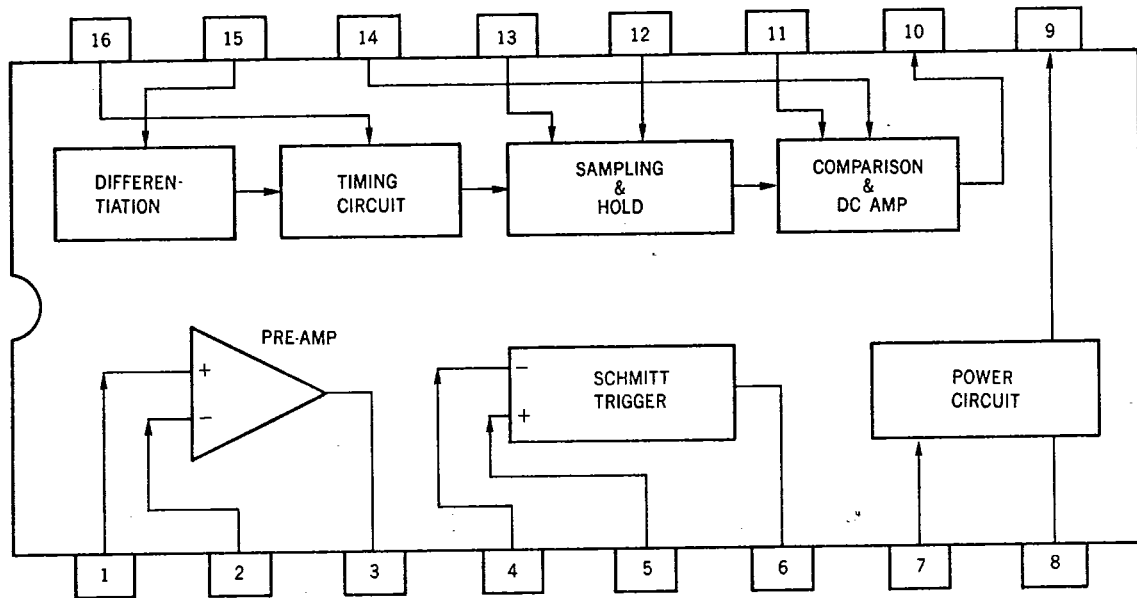 16 15 14 13 12 11 10 9
DIFFEREN-
TIATION
TIMING
CIRCUIT
SAMPLING
&
HOLD
COMPARISON
&
DC AMP
PRE-AMP
+
−
−
+
SCHMITT
TRIGGER
POWER
CIRCUIT
1 2 3 4 5 6 7 8